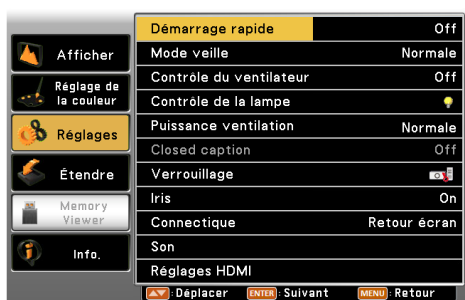 Afficher
Réglage de
la couleur
Réglages
Étendre
Memory
Viewer
Info.
Démarrage rapide Off
Mode veille Normale
Contrôle du ventilateur Off
Contrôle de la lampe
Puissance ventilation Normale
Closed caption Off
Verrouillage
Iris On
Connectique Retour écran
Son
Réglages HDMI
:Déplacer ENTER:Suivant MENU:Retour